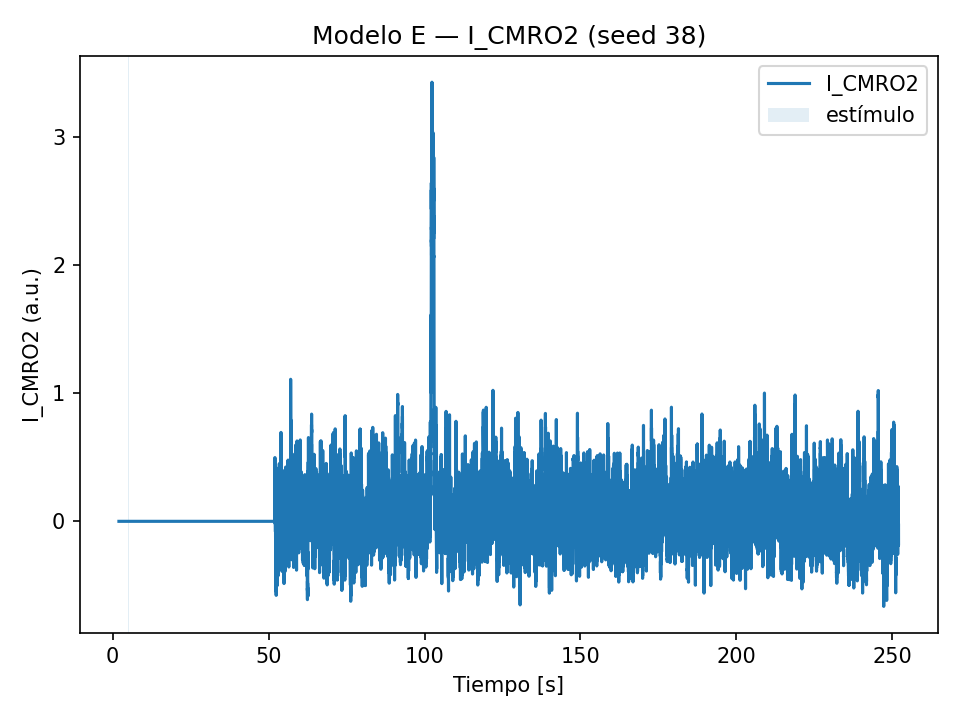 Modelo E — I_CMRO2 (seed 38)
I_CMRO2
estímulo
I_CMRO2 (a.u.)
3
2
1
0
0 50 100 150 200 250
Tiempo [s]